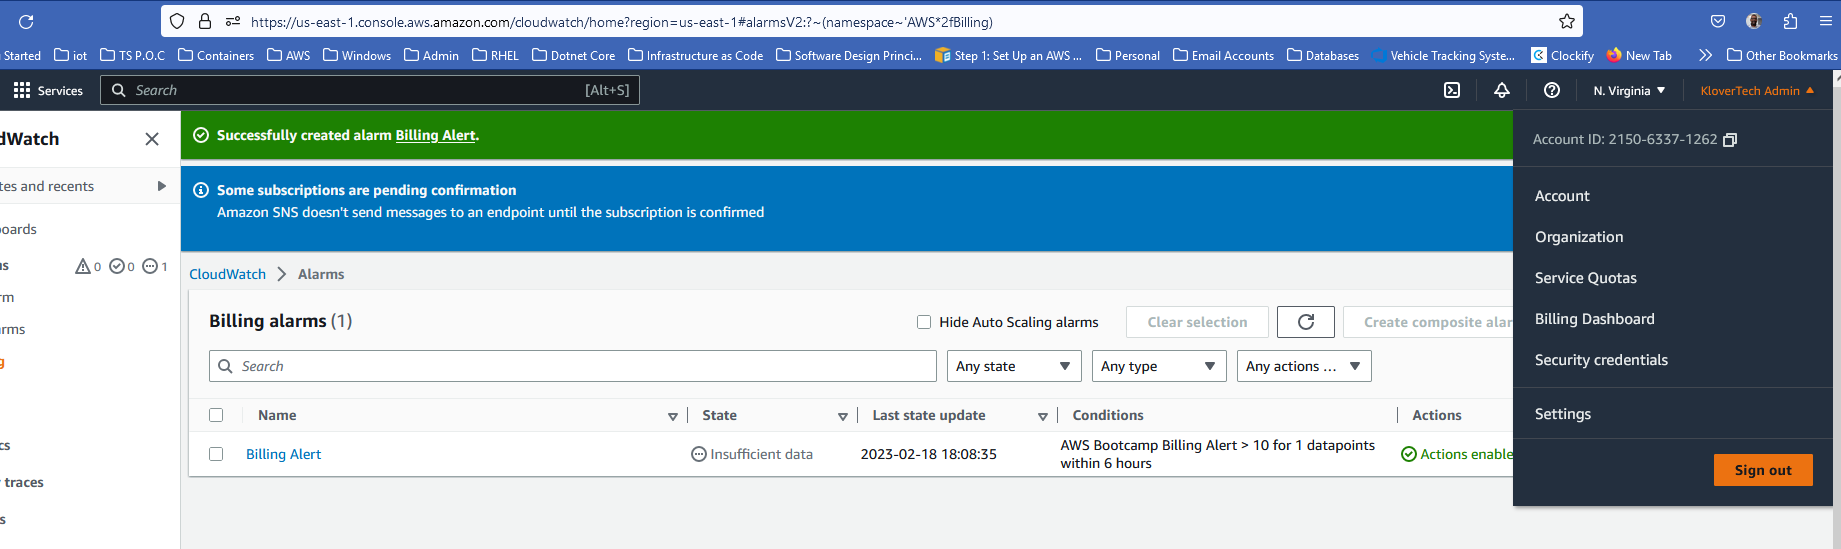 https://us-east-1.console.aws.amazon.com/cloudwatch/home?region=us-east-1#alarmsV2:?~(namespace~'AWS*2fBilling)
Started iot TS P.O.C Containers AWS Windows Admin RHEL Dotnet Core Infrastructure as Code Software Design Princi... Step 1: Set Up an AWS ... Personal Email Accounts Databases Vehicle Tracking Syste... Clockify New Tab Other Bookmarks
Services Search [Alt+S] N. Virginia KloverTech Admin
dWatch
Successfully created alarm Billing Alert.
Account ID: 2150-6337-1262
tes and recents
Some subscriptions are pending confirmation
Amazon SNS doesn't send messages to an endpoint until the subscription is confirmed
Account
oards
Organization
ns 0 0 1
CloudWatch Alarms
Service Quotas
rm
Billing alarms (1)
Hide Auto Scaling alarms Clear selection Create composite alar
Billing Dashboard
arms
Search Any state Any type Any actions ...
Security credentials
g
Name State Last state update Conditions Actions
Settings
cs
Billing Alert Insufficient data 2023-02-18 18:08:35 AWS Bootcamp Billing Alert > 10 for 1 datapoints
within 6 hours
Actions enable
Sign out
traces
s